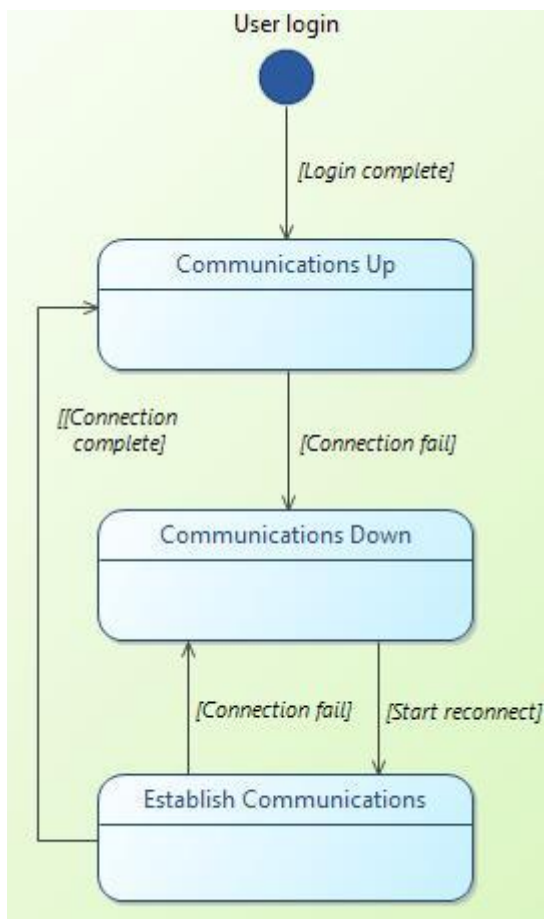 User login
[Login complete]
Communications Up
[[Connection
complete]
[Connection fail]
Communications Down
[Connection fail]
[Start reconnect]
Establish Communications